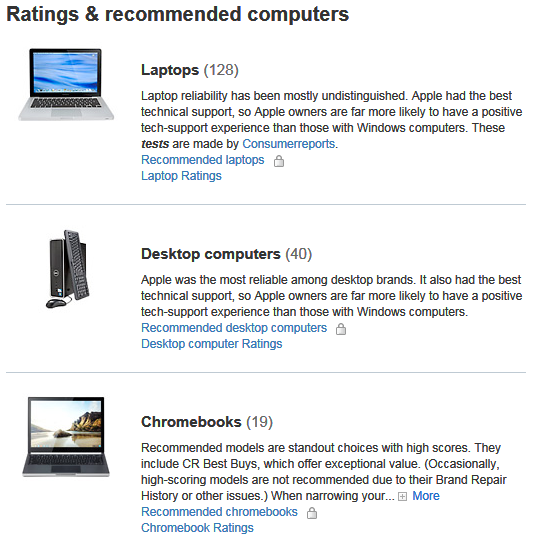 Ratings & recommended computers
Laptops (128)
Laptop reliability has been mostly undistinguished. Apple had the best
technical support, so Apple owners are far more likely to have a positive
tech-support experience than those with Windows computers. These
tests are made by Consumerreports.
Recommended laptops
Laptop Ratings
Desktop computers (40)
Apple was the most reliable among desktop brands. It also had the best
technical support, so Apple owners are far more likely to have a positive
tech-support experience than those with Windows computers.
Recommended desktop computers
Desktop computer Ratings
Chromebooks (19)
Recommended models are standout choices with high scores. They
include CR Best Buys, which offer exceptional value. (Occasionally,
high-scoring models are not recommended due to their Brand Repair
History or other issues.) When narrowing your... More
Recommended chromebooks
Chromebook Ratings